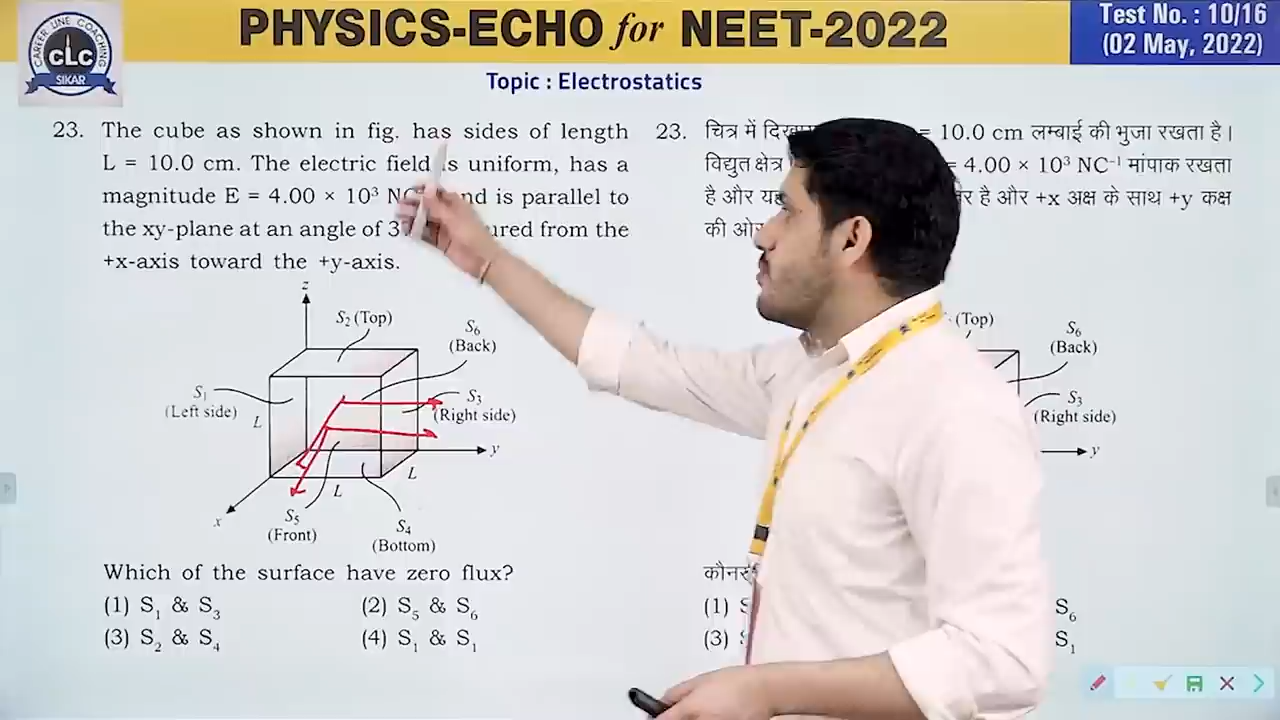 PHYSICS-ECHO for NEET-2022
Test No. : 10/16
(02 May, 2022)
CAREER LINE COACHING
CLC
SIKAR
Topic : Electrostatics
23. The cube as shown in fig. has sides of length
L = 10.0 cm. The electric field is uniform, has a
magnitude E = 4.00 × 10³ and is parallel to
the xy-plane at an angle of from the
+x-axis toward the +y-axis.
z
S₂ (Top)
S₆
(Back)
S₁
(Left side)
L
S₃
(Right side)
y
L
L
x
S₅
(Front)
S₄
(Bottom)
Which of the surface have zero flux?
(1) S₁ & S₃
(2) S₅ & S₆
(3) S₂ & S₄
(4) S₁ & S₁
23. चित्र में = 10.0 cm लम्बाई की भुजा रखता है।
विद्युत क्षेत्र = 4.00 × 10³ NC⁻¹ मांपाक रखता
है और है और +x अक्ष के साथ +y कक्ष
की
(Top)
S₆
(Back)
S₃
(Right side)
y
(1)
S₆
(3)
S₁